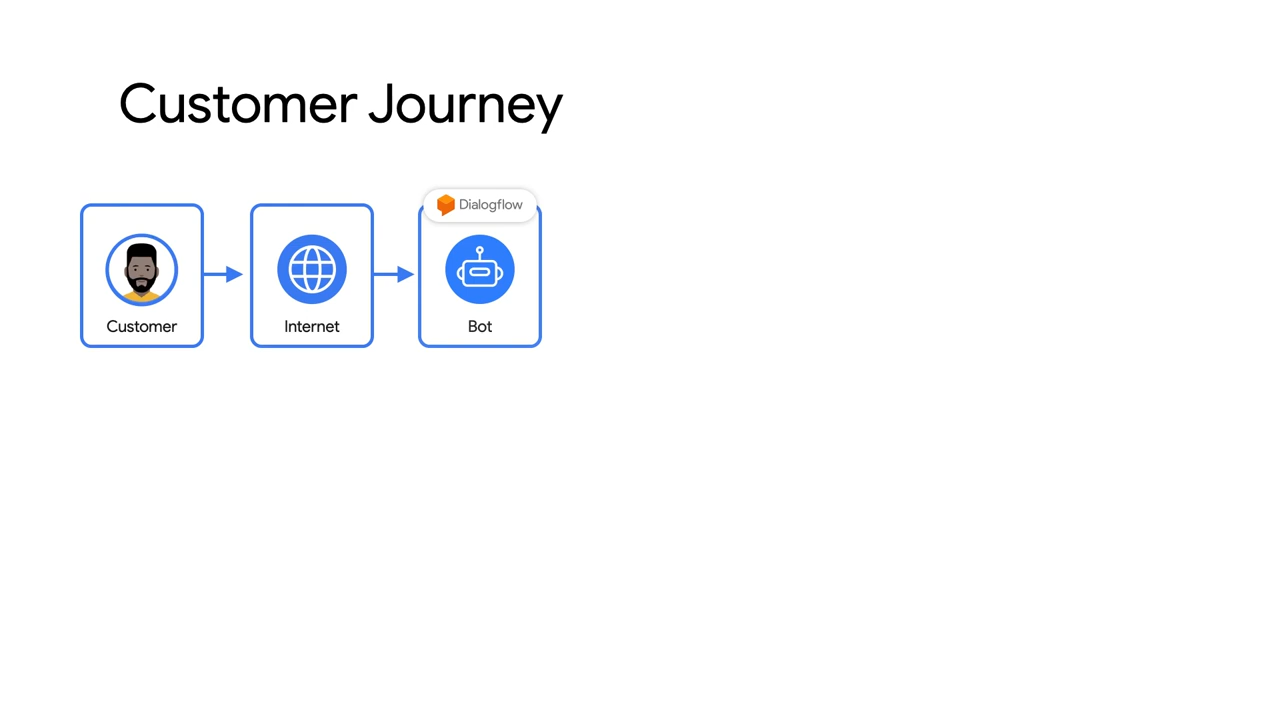 Customer Journey
Dialogflow
Customer
Internet
Bot